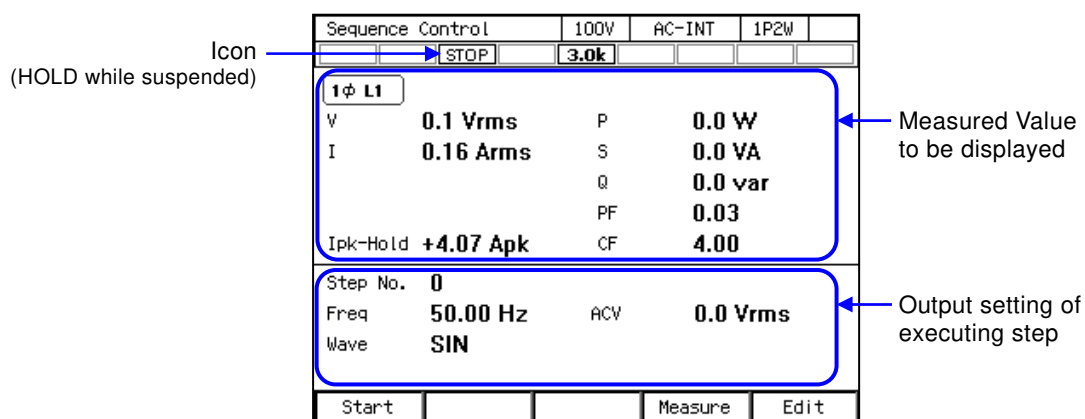 Sequence Control 100V AC-INT 1P2W
Icon
(HOLD while suspended)
STOP 3.0k
1ϕ L1
V 0.1 Vrms P 0.0 W
I 0.16 Arms S 0.0 VA
Q 0.0 var
PF 0.03
Ipk-Hold +4.07 Apk CF 4.00
Measured Value
to be displayed
Step No. 0
Freq 50.00 Hz ACV 0.0 Vrms
Wave SIN
Output setting of
executing step
Start Measure Edit